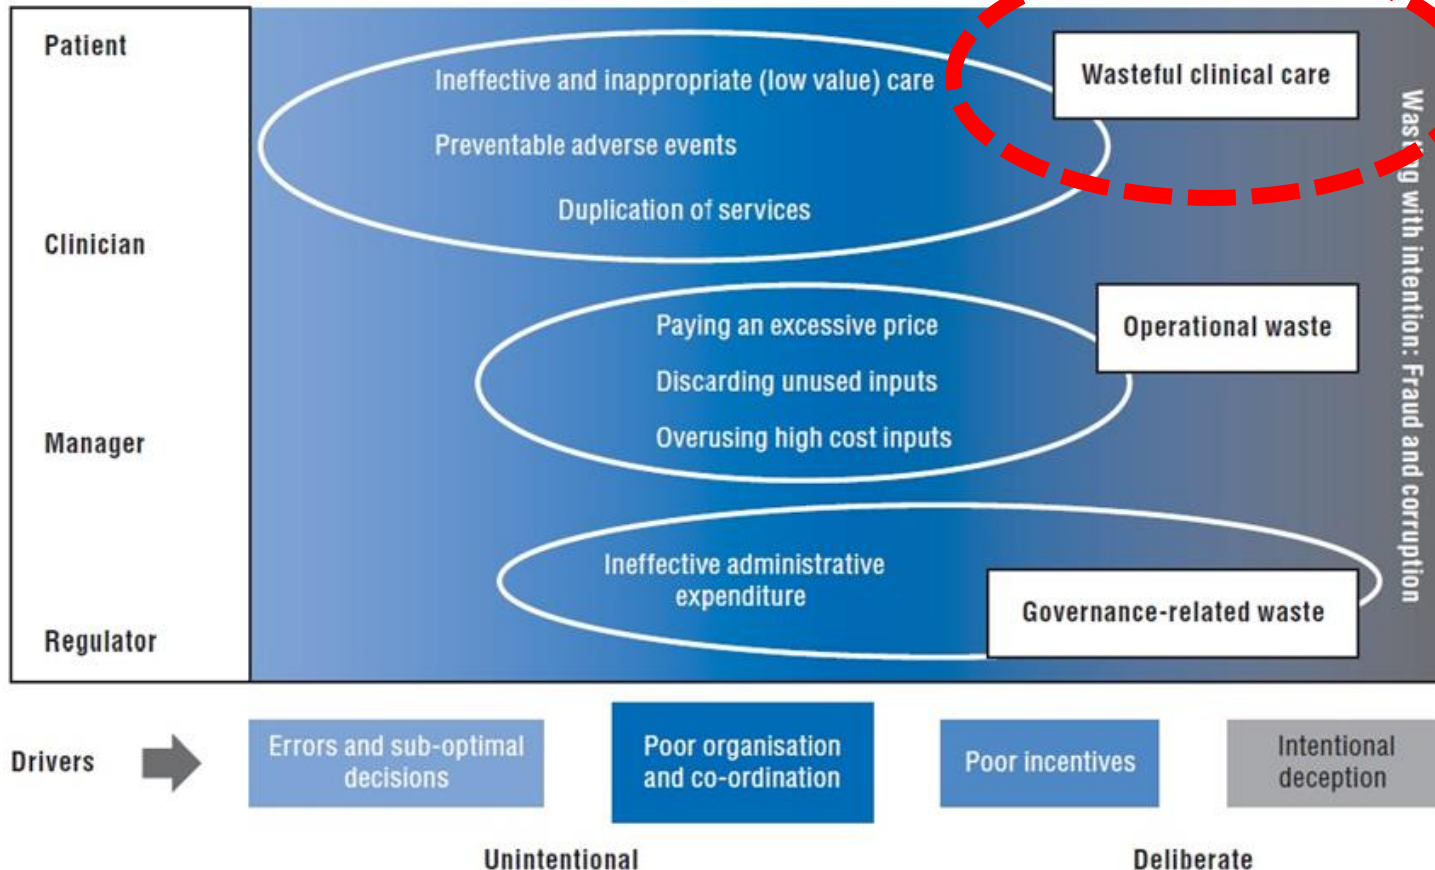 Patient
Ineffective and inappropriate (low value) care
Wasteful clinical care
Preventable adverse events
Duplication of services
Clinician
Paying an excessive price
Operational waste
Discarding unused inputs
Manager
Overusing high cost inputs
Ineffective administrative
expenditure
Governance-related waste
Regulator
Wasting with intention: Fraud and corruption
Drivers
Errors and sub-optimal
decisions
Poor organisation
and co-ordination
Poor incentives
Intentional
deception
Unintentional
Deliberate